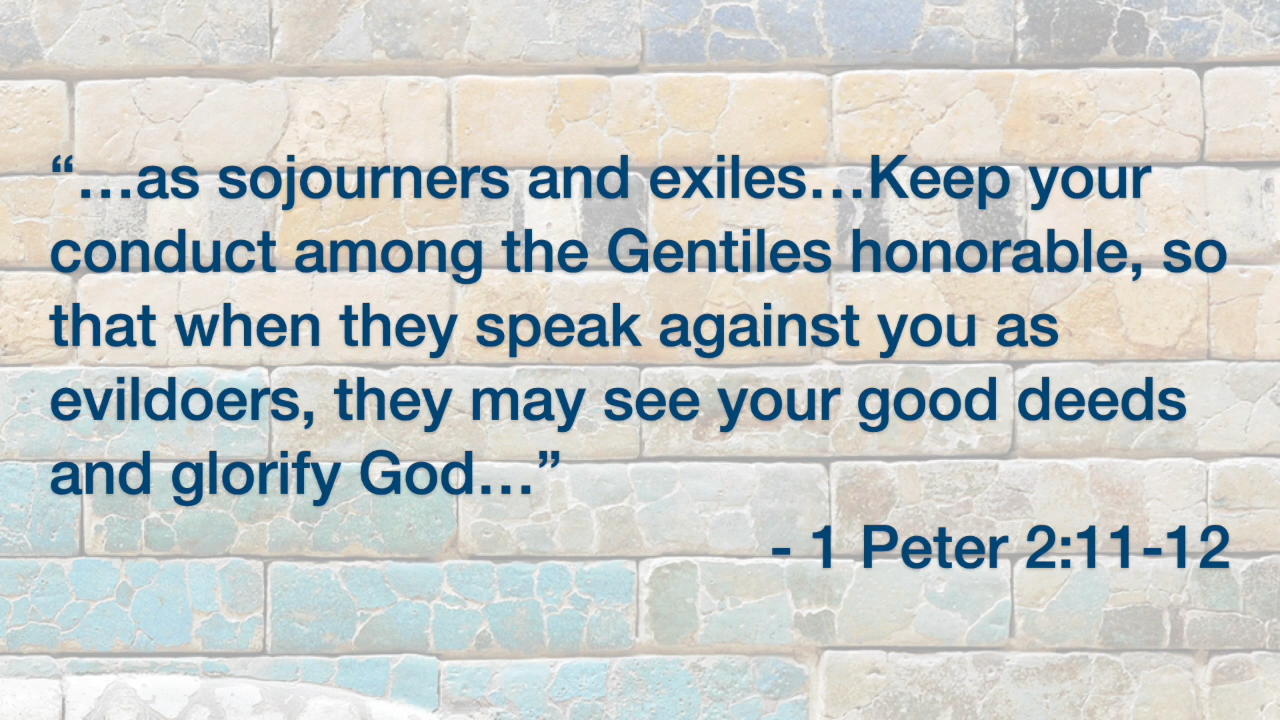 “…as sojourners and exiles…Keep your
conduct among the Gentiles honorable, so
that when they speak against you as
evildoers, they may see your good deeds
and glorify God…”
- 1 Peter 2:11-12